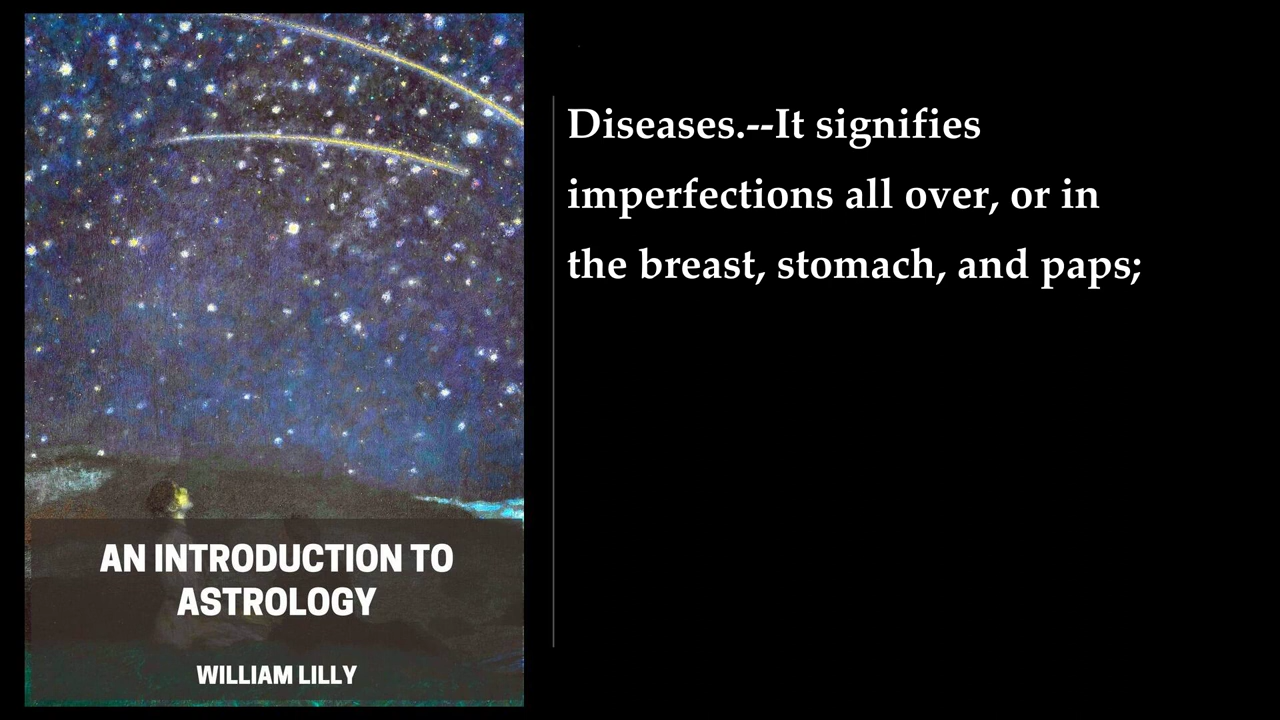 Diseases.--It signifies
imperfections all over, or in
the breast, stomach, and paps;
AN INTRODUCTION TO
ASTROLOGY
WILLIAM LILLY